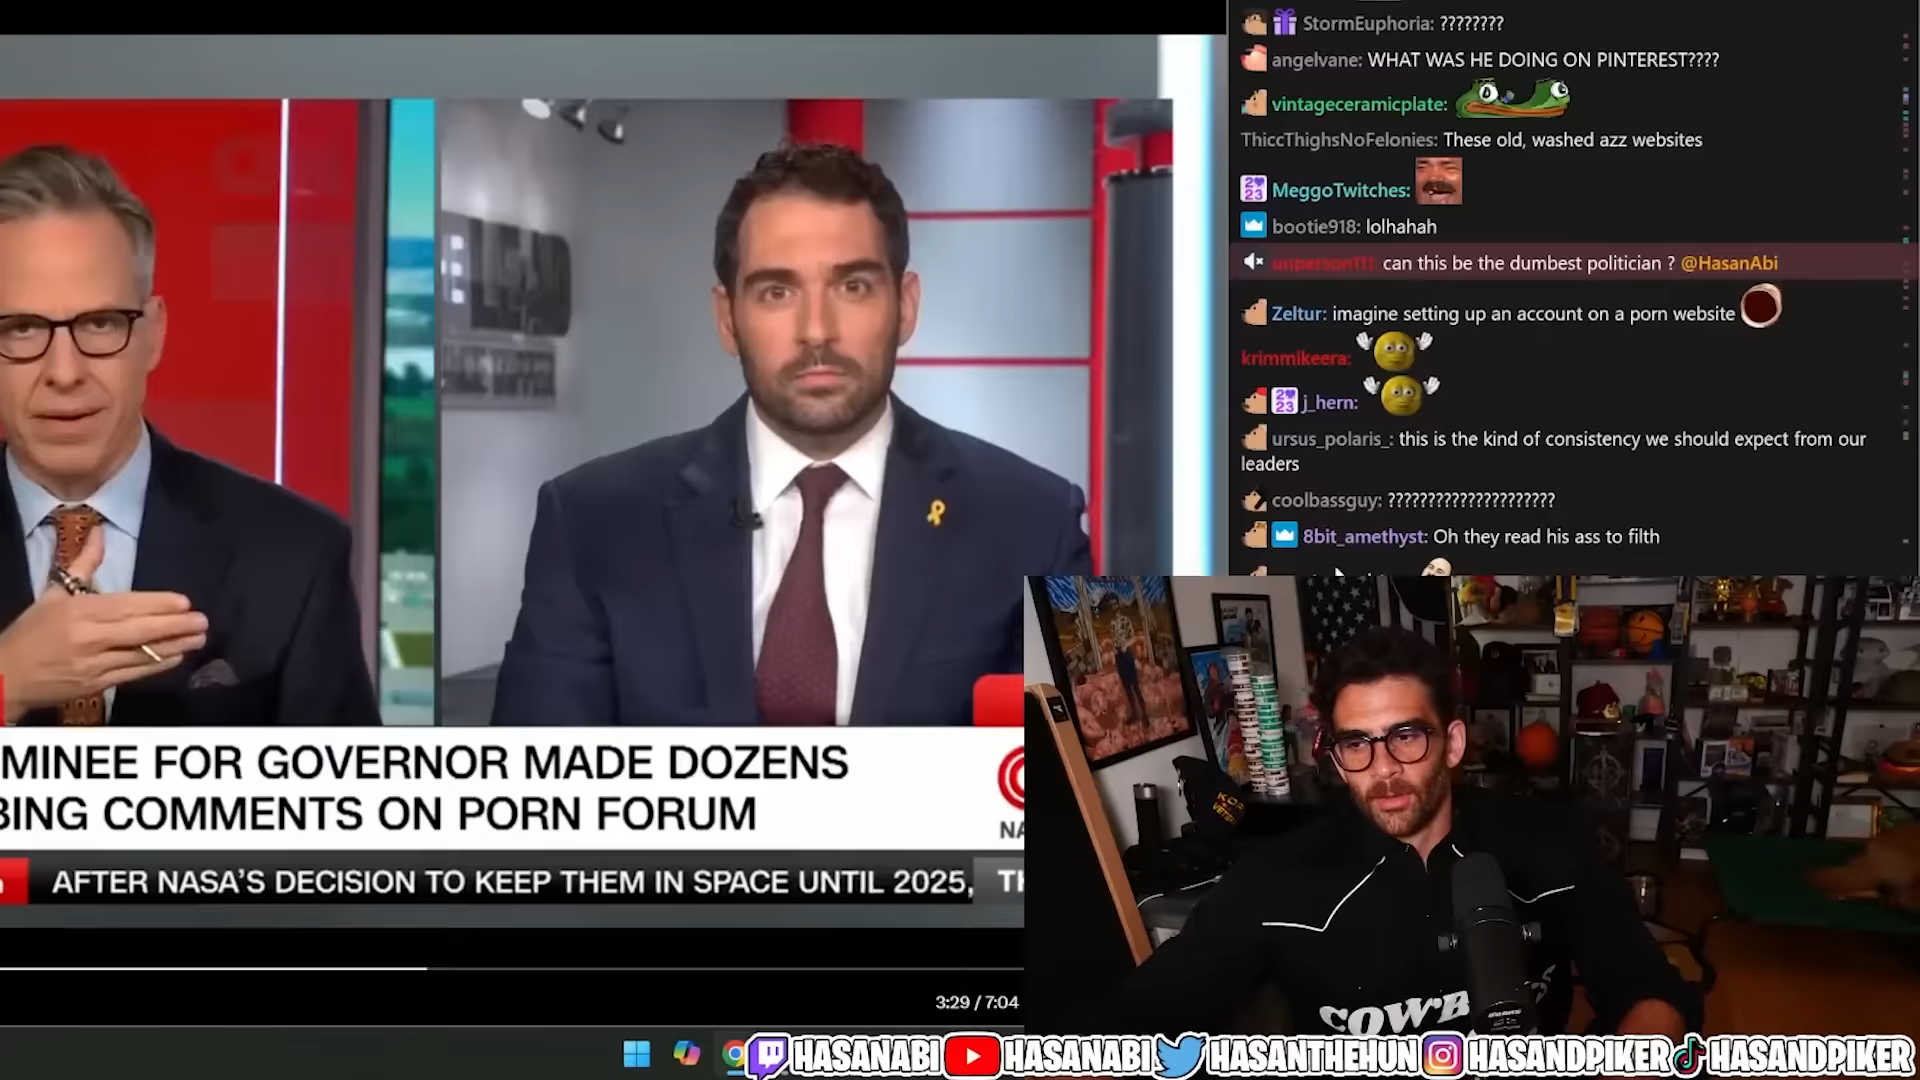 StormEuphoria: ????????
angelvane: WHAT WAS HE DOING ON PINTEREST????
vintageceramicplate:
ThiccThighsNoFelonies: These old, washed azz websites
MeggoTwitches:
bootie918: lolhahah
unperson111 can this be the dumbest politician ? @HasanAbi
Zeltur: imagine setting up an account on a porn website
krimmikeera:
j_hern:
ursus_polaris_: this is the kind of consistency we should expect from our
leaders
coolbassguy: ?????????????????????
8bit_amethyst: Oh they read his ass to filth
LEAD
MINEE FOR GOVERNOR MADE DOZENS
BING COMMENTS ON PORN FORUM
AFTER NASA'S DECISION TO KEEP THEM IN SPACE UNTIL 2025,
3:29 / 7:04
COWB
HASANABI HASANABI HASANTHEHUN HASANDPIKER HASANDPIKER